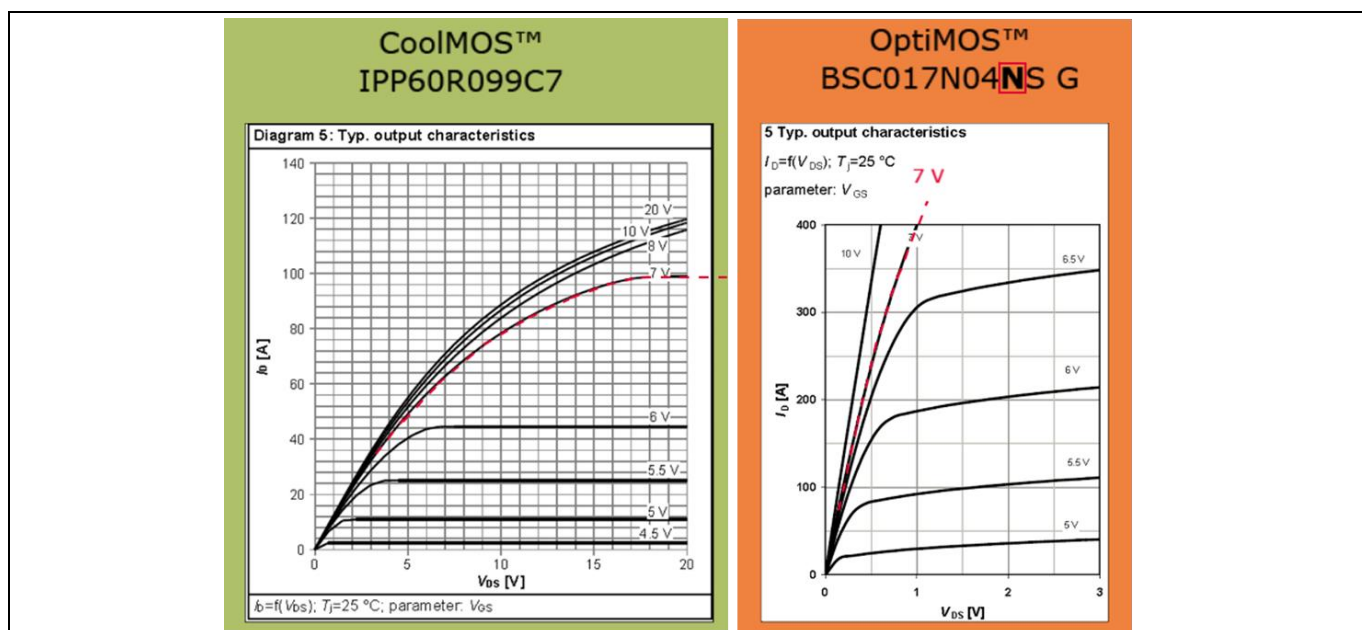 CoolMOS™
IPP60R099C7
Diagram 5: Typ. output characteristics
140
120
100
80
60
40
20
0
I_D [A]
20 V
10 V
8 V
7 V
6 V
5.5 V
5 V
4.5 V
0
5
10
15
20
V_DS [V]
I_D=f(V_DS); T_j=25 °C; parameter: V_GS
OptiMOS™
BSC017N04NS G
5 Typ. output characteristics
I_D=f(V_DS); T_j=25 °C
parameter: V_GS
7 V
400
300
200
100
0
I_D [A]
10 V
7V
6.5 V
6 V
5.5 V
5 V
0
1
2
3
V_DS [V]